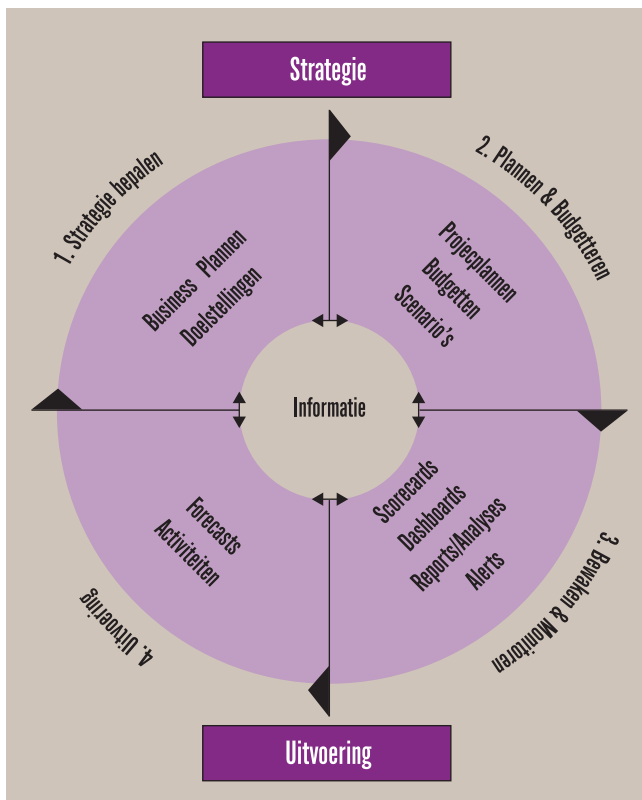 Strategie
1. Strategie bepalen
Business Plannen
Doelstellingen
2. Plannen & Budgetteren
Projecplannen
Budgetten
Scenario's
Informatie
Scorecards
Dashboards
Reports/Analyses
Alerts
3. Bewaken & Monitoren
Forecasts
Activiteiten
4. Uitvoering
Uitvoering